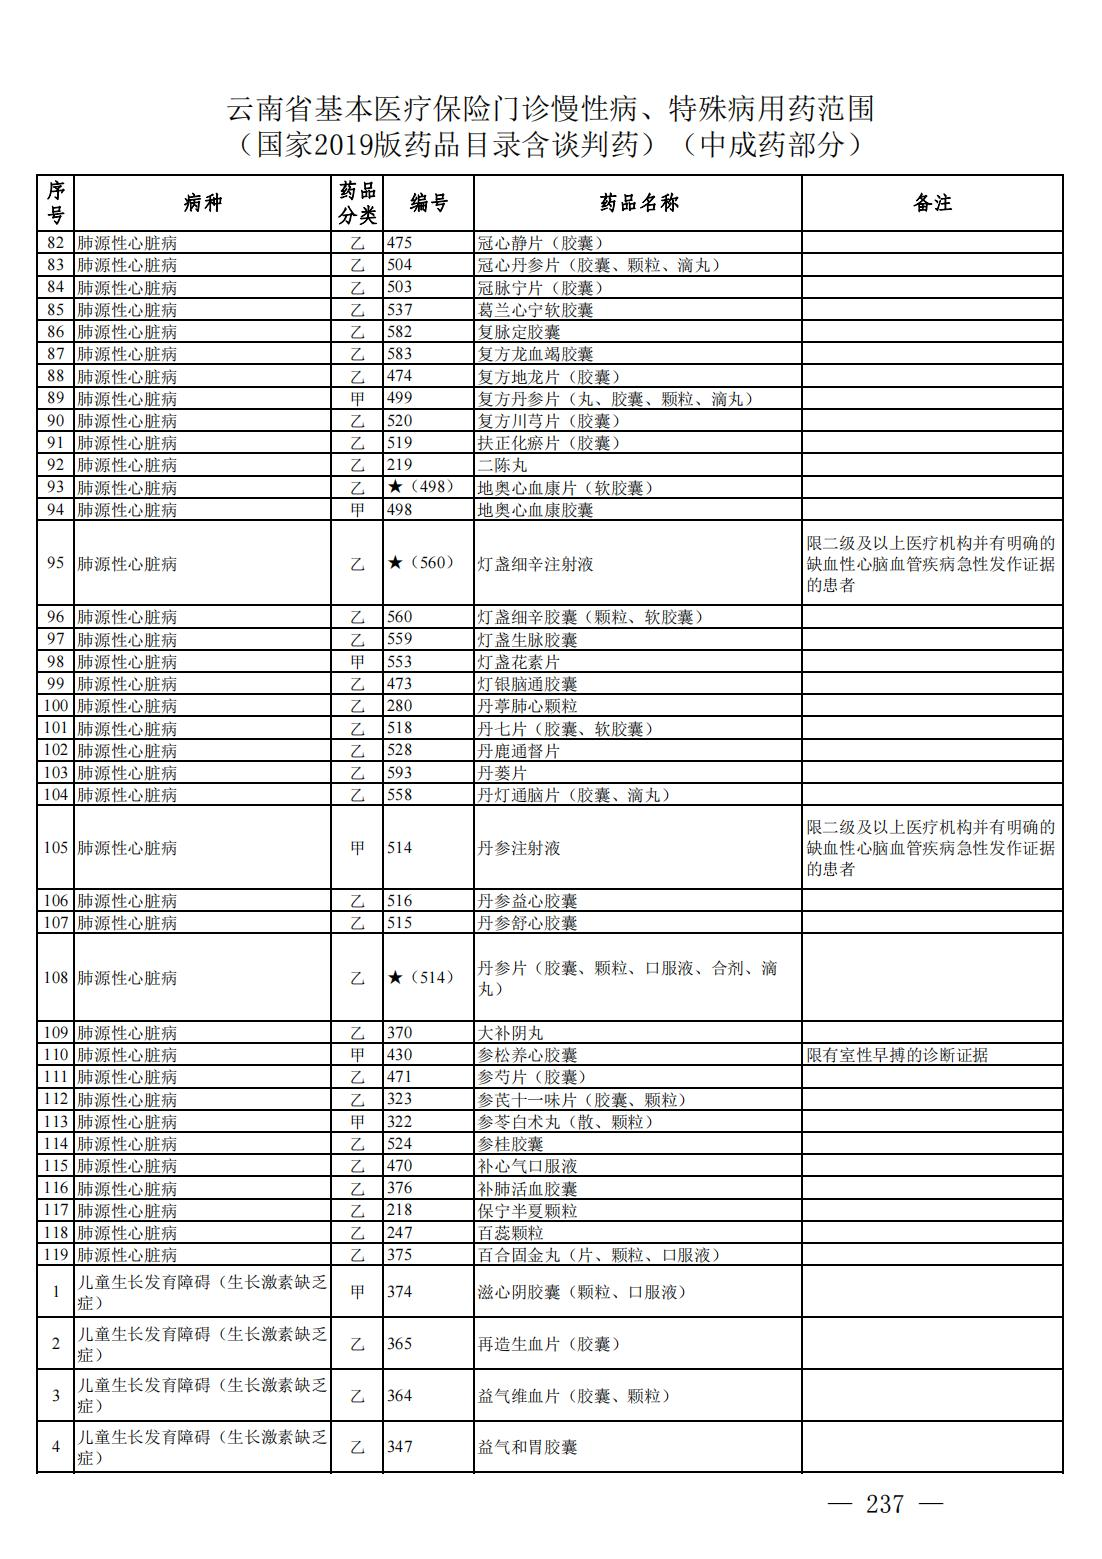 云南省基本医疗保险门诊慢性病、特殊病用药范围
（国家2019版药品目录含谈判药）（中成药部分）
序号 病种 药品分类 编号 药品名称 备注
82 肺源性心脏病 乙 475 冠心静片（胶囊）
83 肺源性心脏病 乙 504 冠心丹参片（胶囊、颗粒、滴丸）
84 肺源性心脏病 乙 503 冠脉宁片（胶囊）
85 肺源性心脏病 乙 537 葛兰心宁软胶囊
86 肺源性心脏病 乙 582 复脉定胶囊
87 肺源性心脏病 乙 583 复方龙血竭胶囊
88 肺源性心脏病 乙 474 复方地龙片（胶囊）
89 肺源性心脏病 甲 499 复方丹参片（丸、胶囊、颗粒、滴丸）
90 肺源性心脏病 乙 520 复方川芎片（胶囊）
91 肺源性心脏病 乙 519 扶正化瘀片（胶囊）
92 肺源性心脏病 乙 219 二陈丸
93 肺源性心脏病 乙 ★（498） 地奥心血康片（软胶囊）
94 肺源性心脏病 甲 498 地奥心血康胶囊
95 肺源性心脏病 乙 ★（560） 灯盏细辛注射液 限二级及以上医疗机构并有明确的
缺血性心脑血管疾病急性发作证据
的患者
96 肺源性心脏病 乙 560 灯盏细辛胶囊（颗粒、软胶囊）
97 肺源性心脏病 乙 559 灯盏生脉胶囊
98 肺源性心脏病 甲 553 灯盏花素片
99 肺源性心脏病 乙 473 灯银脑通胶囊
100 肺源性心脏病 乙 280 丹葶肺心颗粒
101 肺源性心脏病 乙 518 丹七片（胶囊、软胶囊）
102 肺源性心脏病 乙 528 丹鹿通督片
103 肺源性心脏病 乙 593 丹蒌片
104 肺源性心脏病 乙 558 丹灯通脑片（胶囊、滴丸）
105 肺源性心脏病 甲 514 丹参注射液 限二级及以上医疗机构并有明确的
缺血性心脑血管疾病急性发作证据
的患者
106 肺源性心脏病 乙 516 丹参益心胶囊
107 肺源性心脏病 乙 515 丹参舒心胶囊
108 肺源性心脏病 乙 ★（514） 丹参片（胶囊、颗粒、口服液、合剂、滴
丸）
109 肺源性心脏病 乙 370 大补阴丸
110 肺源性心脏病 甲 430 参松养心胶囊 限有室性早搏的诊断证据
111 肺源性心脏病 乙 471 参芍片（胶囊）
112 肺源性心脏病 乙 323 参芪十一味片（胶囊、颗粒）
113 肺源性心脏病 甲 322 参苓白术丸（散、颗粒）
114 肺源性心脏病 乙 524 参桂胶囊
115 肺源性心脏病 乙 470 补心气口服液
116 肺源性心脏病 乙 376 补肺活血胶囊
117 肺源性心脏病 乙 218 保宁半夏颗粒
118 肺源性心脏病 乙 247 百蕊颗粒
119 肺源性心脏病 乙 375 百合固金丸（片、颗粒、口服液）
1 儿童生长发育障碍（生长激素缺乏
症） 甲 374 滋心阴胶囊（颗粒、口服液）
2 儿童生长发育障碍（生长激素缺乏
症） 乙 365 再造生血片（胶囊）
3 儿童生长发育障碍（生长激素缺乏
症） 乙 364 益气维血片（胶囊、颗粒）
4 儿童生长发育障碍（生长激素缺乏
症） 乙 347 益气和胃胶囊
— 237 —